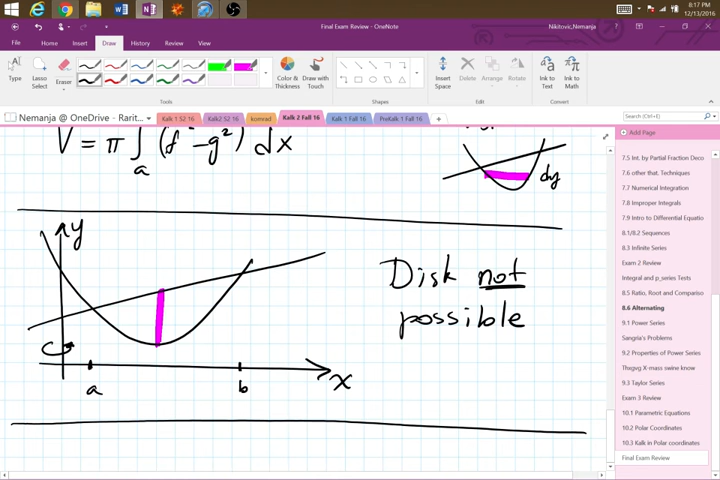 8:17 PM
12/13/2016
Final Exam Review - OneNote
Nikitovic,Nemanja
File Home Insert Draw History Review View
Type
Lasso Select
Eraser
Color & Thickness
Draw with Touch
Insert Space
Delete
Arrange
Rotate
Ink to Text
Ink to Math
Tools
Shapes
Edit
Convert
Nemanja @ OneDrive - Rarit...
Kalk 1 S2 16
Kalk2 S2 16
komrad
Kalk 2 Fall 16
Kalk 1 Fall 16
PreKalk 1 Fall 16
+
Search (Ctrl+E)
Add Page
7.5 Int. by Partial Fraction Deco
7.6 other that. Techniques
7.7 Numerical Integration
7.8 Improper Integrals
7.9 Intro to Differential Equatio
8.1/8.2 Sequences
8.3 Infinite Series
Exam 2 Review
Integral and p_series Tests
8.5 Ratio, Root and Compariso
8.6 Alternating
9.1 Power Series
Sangria's Problems
9.2 Properties of Power Series
Thxgvg X-mass swine know
9.3 Taylor Series
Exam 3 Review
10.1 Parametric Equations
10.2 Polar Coordinates
10.3 Kalk in Polar coordinates
Final Exam Review
V = π ∫ (f² - g²) dx
a
dy
y
Disk not
possible
a
b
x